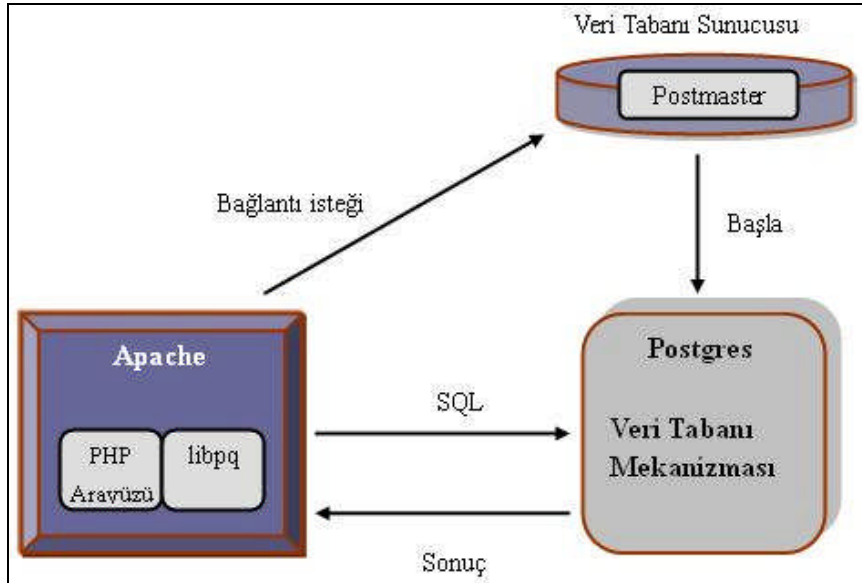 Veri Tabanı Sunucusu
Postmaster
Bağlantı isteği
Başla
Apache
PHP
Arayüzü
libpq
SQL
Sonuç
Postgres
Veri Tabanı
Mekanizması